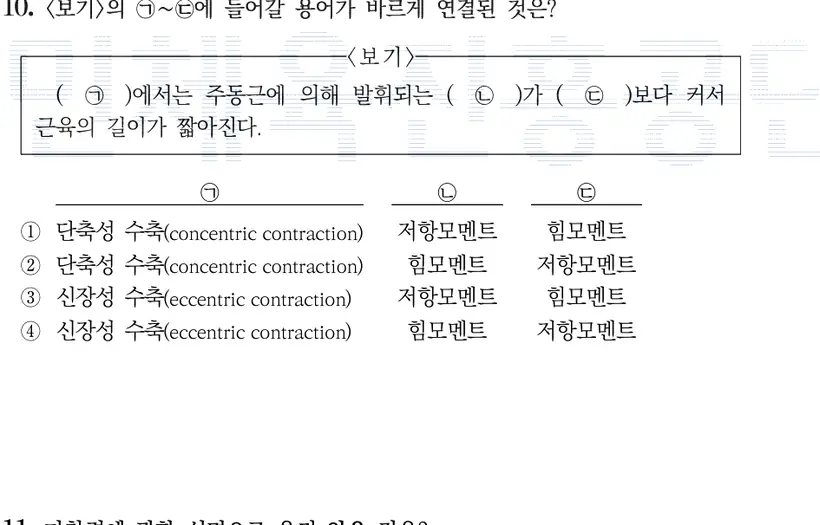 10. <보기>의 ㉠~㉢에 들어갈 용어가 바르게 연결된 것은?
<보기>
( ㉠ )에서는 주동근에 의해 발휘되는 ( ㉡ )가 ( ㉢ )보다 커서
근육의 길이가 짧아진다.
㉠ ㉡ ㉢
① 단축성 수축(concentric contraction) 저항모멘트 힘모멘트
② 단축성 수축(concentric contraction) 힘모멘트 저항모멘트
③ 신장성 수축(eccentric contraction) 저항모멘트 힘모멘트
④ 신장성 수축(eccentric contraction) 힘모멘트 저항모멘트